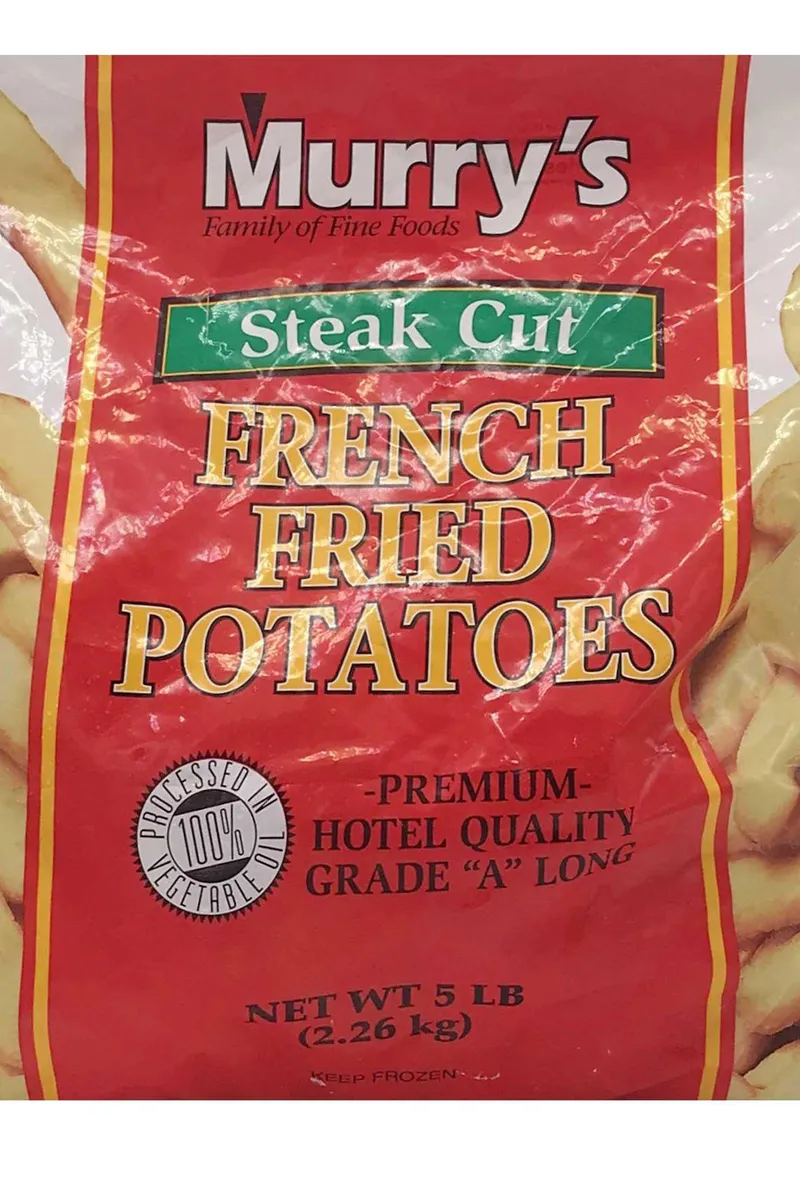 Murry's
Family of Fine Foods
Steak Cut
FRENCH
FRIED
POTATOES
PROCESSED IN
100%
VEGETABLE OIL
-PREMIUM-
HOTEL QUALITY
GRADE "A" LONG
NET WT 5 LB
(2.26 kg)
KEEP FROZEN